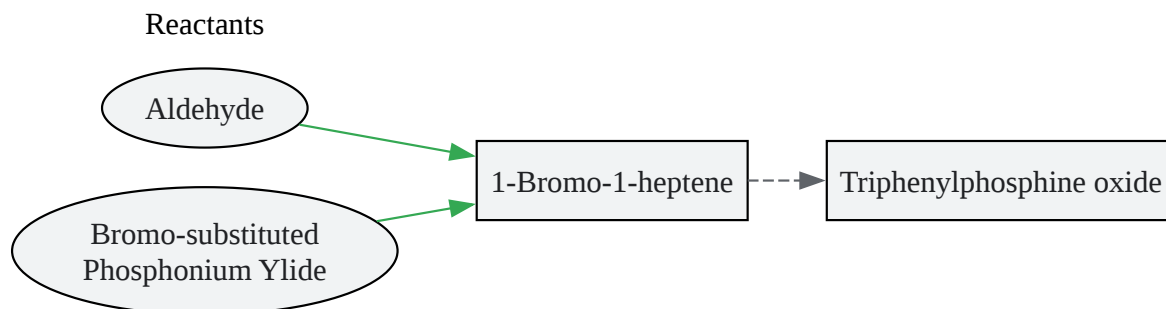 Reactants
Aldehyde
Bromo-substituted
Phosphonium Ylide
1-Bromo-1-heptene
Triphenylphosphine oxide